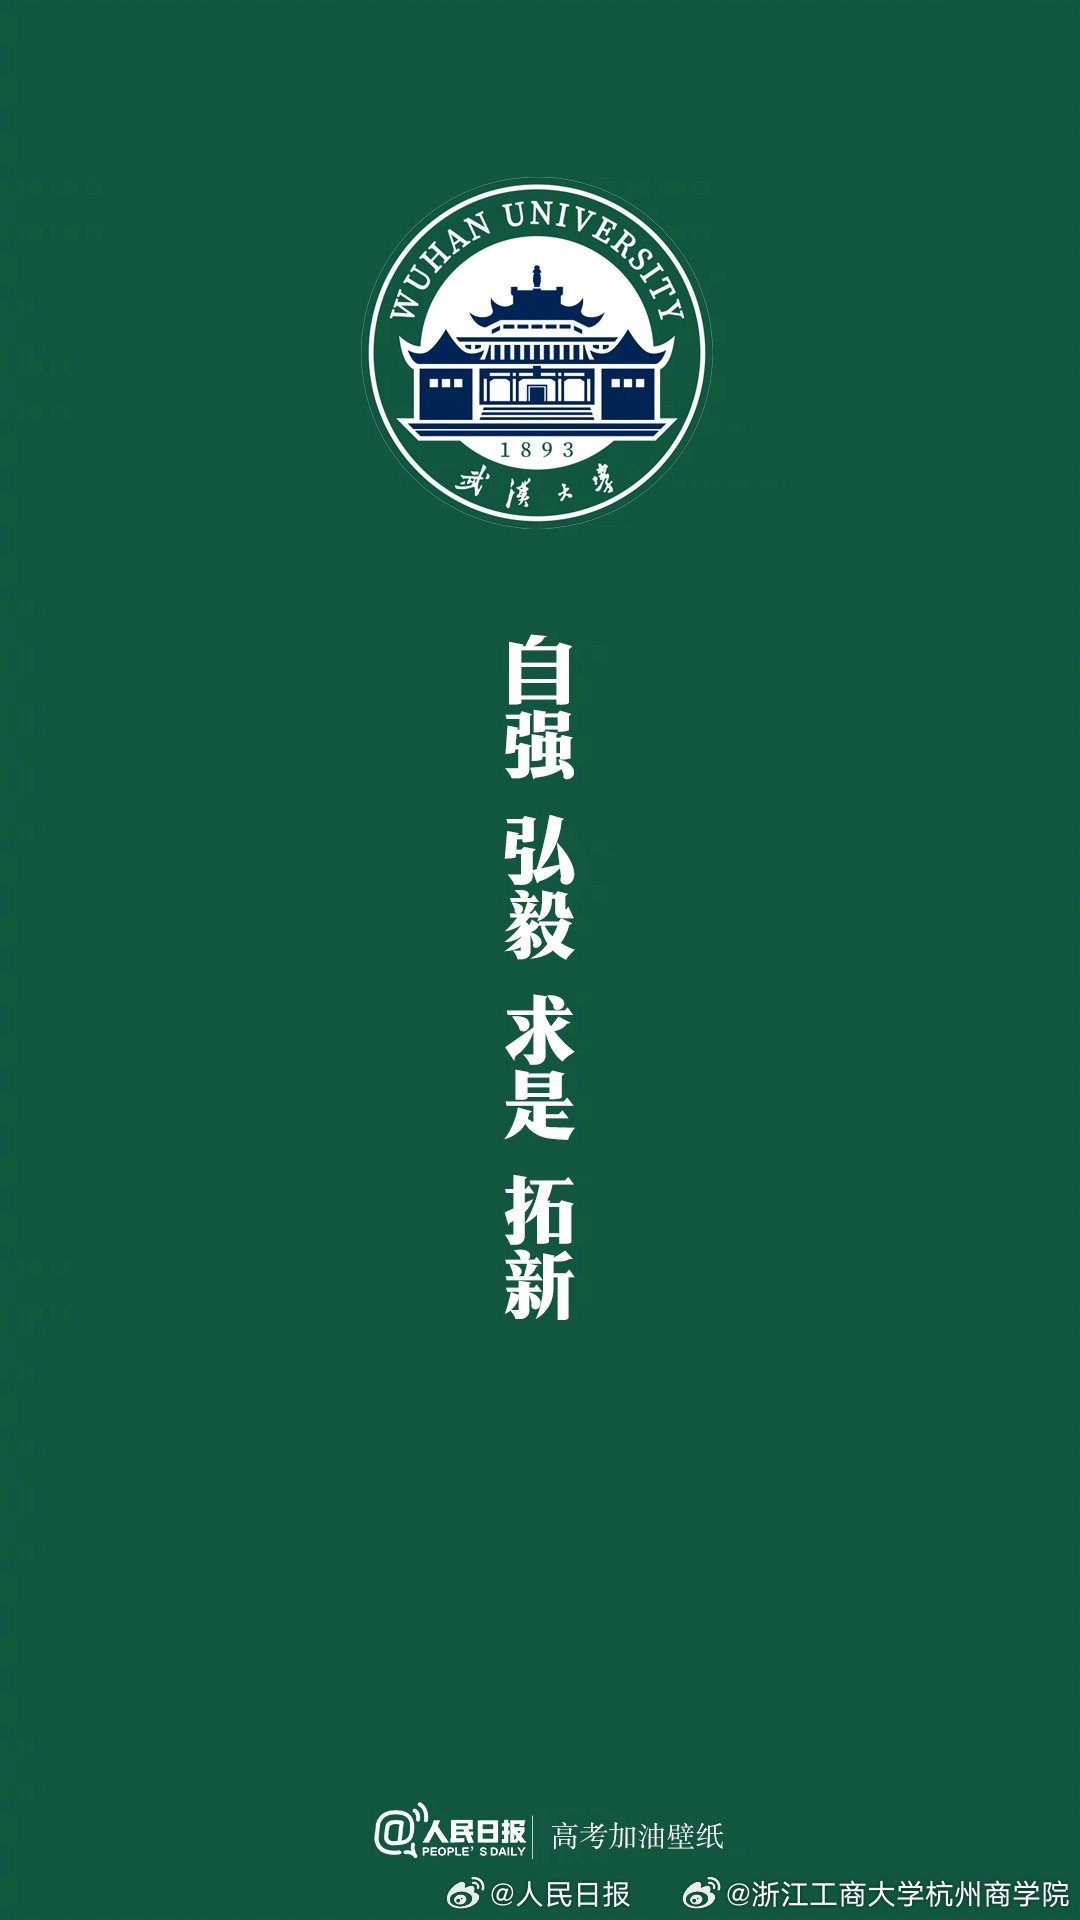 WUHAN UNIVERSITY
1893
武漢大學
自强 弘毅 求是 拓新
@人民日报
PEOPLE'S DAILY
高考加油壁纸
@人民日报
@浙江工商大学杭州商学院